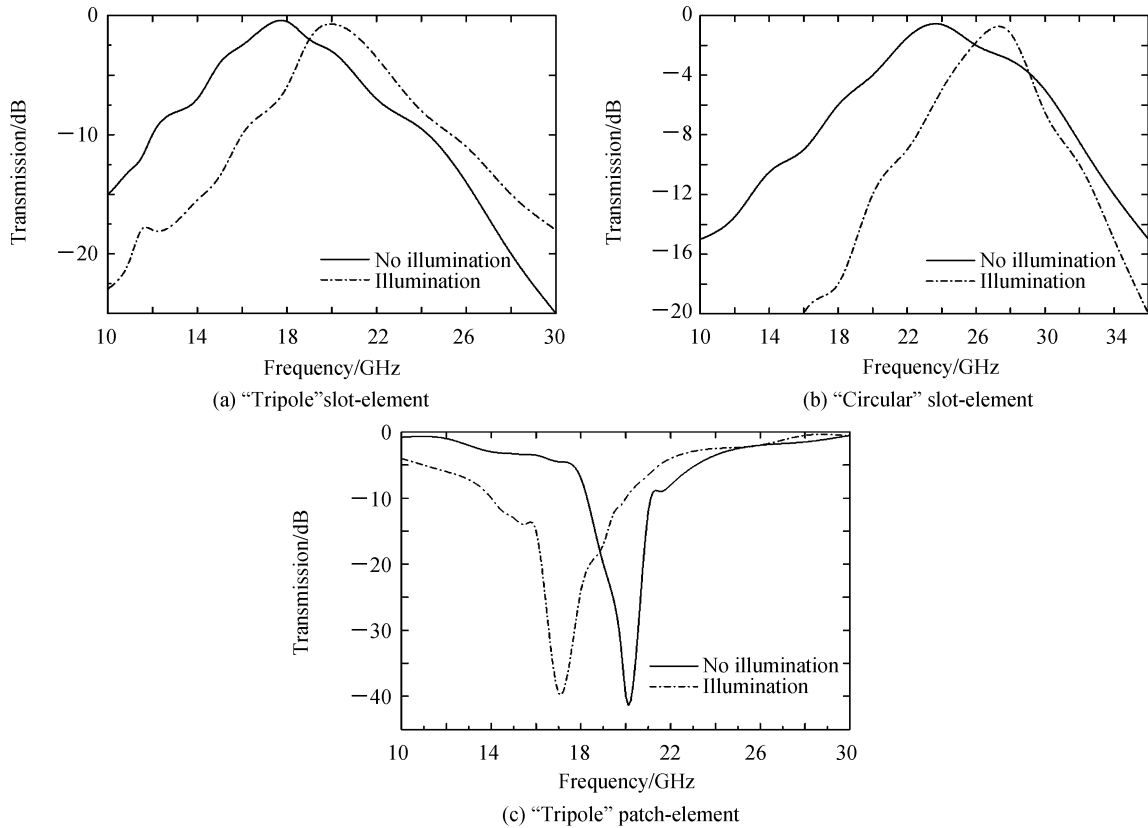 0
−10
−20
Transmission/dB
No illumination
Illumination
10 14 18 22 26 30
Frequency/GHz
(a) “Tripole”slot-element
0
−4
−8
−12
−16
−20
Transmission/dB
No illumination
Illumination
10 14 18 22 26 30 34
Frequency/GHz
(b) “Circular” slot-element
0
−10
−20
−30
−40
Transmission/dB
No illumination
Illumination
10 14 18 22 26 30
Frequency/GHz
(c) “Tripole” patch-element